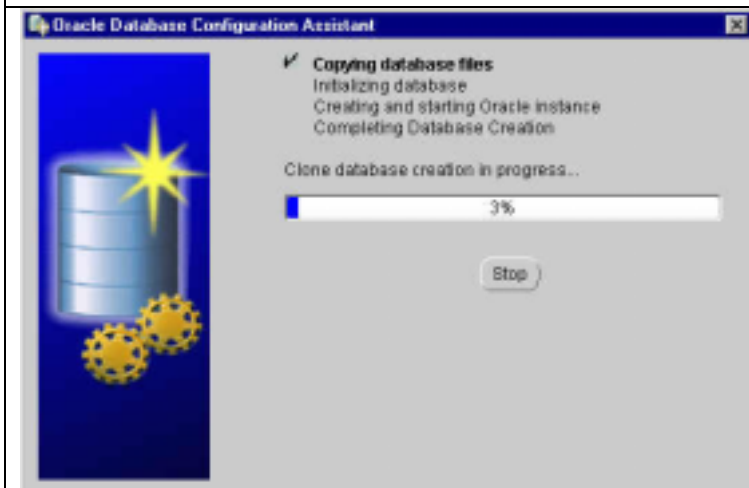 Oracle Database Configuration Assistant
Copying database files
Initializing database
Creating and starting Oracle instance
Completing Database Creation
Clone database creation in progress...
3%
Stop